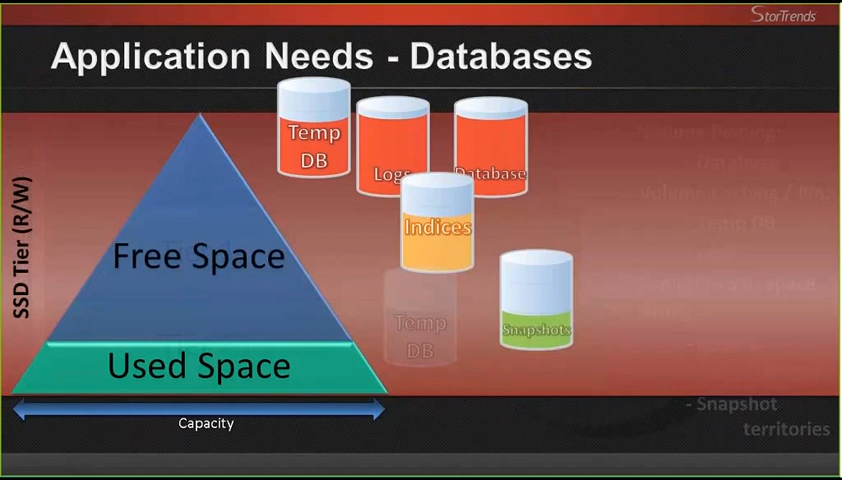 StorTrends
Application Needs - Databases
Temp
DB
Logs
Database
Indices
SSD Tier (R/W)
Free Space
Temp
DB
Snapshots
Used Space
Capacity
- Snapshot
territories